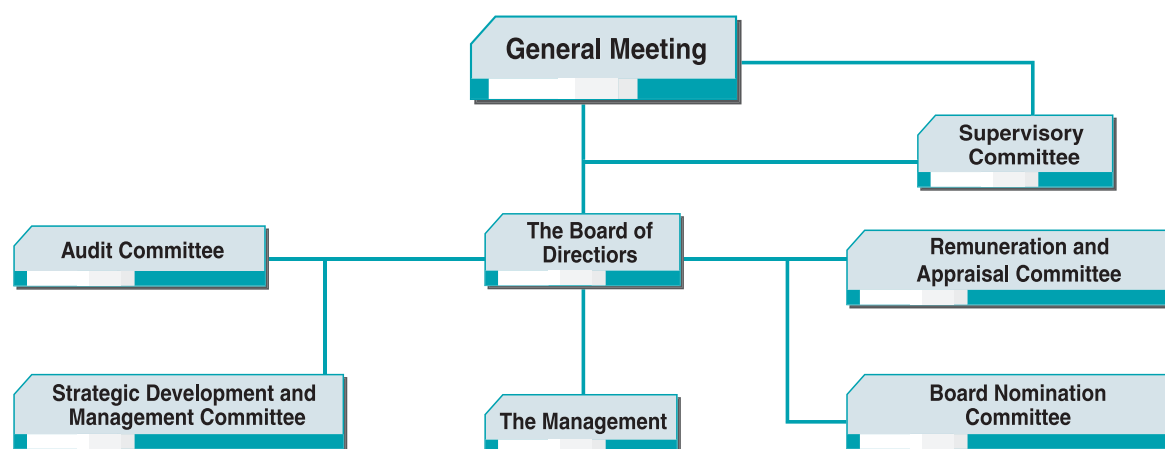 General Meeting
Supervisory
Committee
The Board of
Directiors
Audit Committee
Remuneration and
Appraisal Committee
Strategic Development and
Management Committee
The Management
Board Nomination
Committee